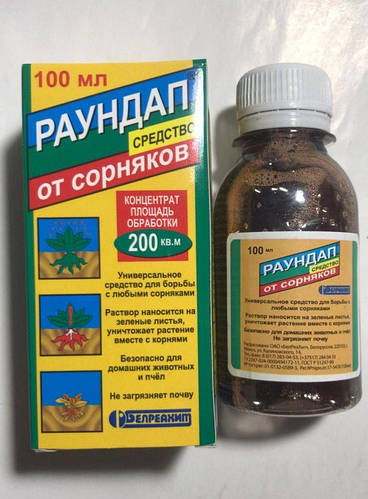 100 мл
РАУНДАП
СРЕДСТВО
от сорняков
КОНЦЕНТРАТ
ПЛОЩАДЬ
ОБРАБОТКИ
200 КВ.М
Универсальное
средство для борьбы
с любыми сорняками
Раствор наносится на
зеленые листья,
уничтожает растение
вместе с корнями
Безопасно для
домашних животных
и пчёл
Не загрязняет почву
БЕЛРЕАХИМ
100 мл
РАУНДАП
СРЕДСТВО
от сорняков
Универсальное средство для борьбы
с любыми сорняками
Раствор наносится на зеленые листья,
уничтожает растение вместе с корнями
Безопасно для домашних животных и пчёл
Не загрязняет почву